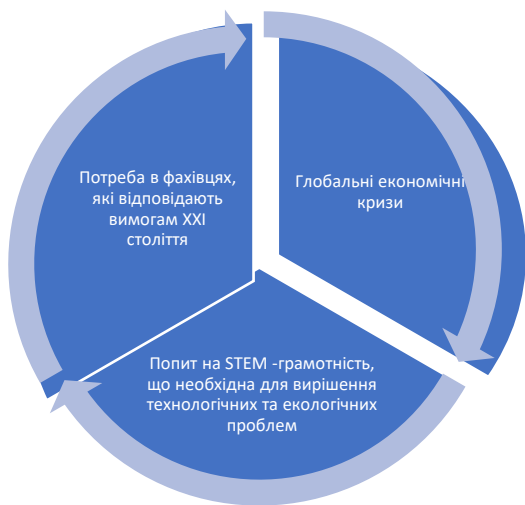 Потреба в фахівцях,
які відповідають
вимогам XXI
століття
Глобальні економічні
кризи
Попит на STEM -грамотність,
що необхідна для вирішення
технологічних та екологічних
проблем